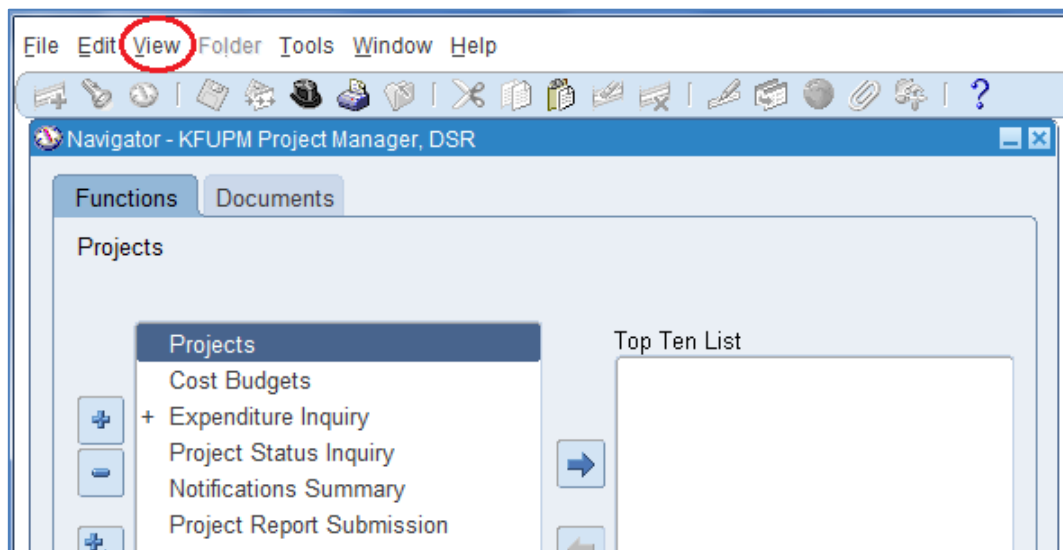 File Edit View Folder Tools Window Help
Navigator - KFUPM Project Manager, DSR
Functions Documents
Projects
Projects
Cost Budgets
+ Expenditure Inquiry
Project Status Inquiry
Notifications Summary
Project Report Submission
Top Ten List